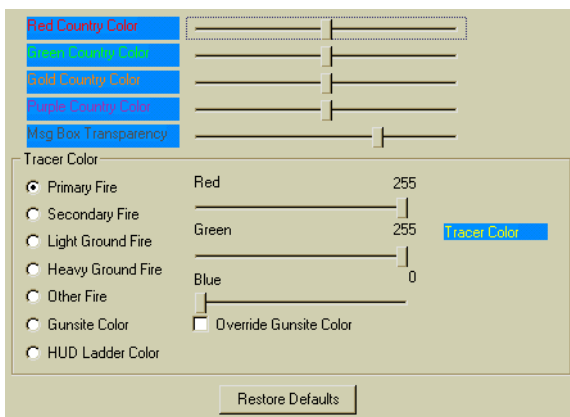 Red Country Color
Green Country Color
Gold Country Color
Purple Country Color
Msg Box Transparency
Tracer Color
Primary Fire
Secondary Fire
Light Ground Fire
Heavy Ground Fire
Other Fire
Gunsite Color
HUD Ladder Color
Red 255
Green 255
Blue 0
Override Gunsite Color
Tracer Color
Restore Defaults